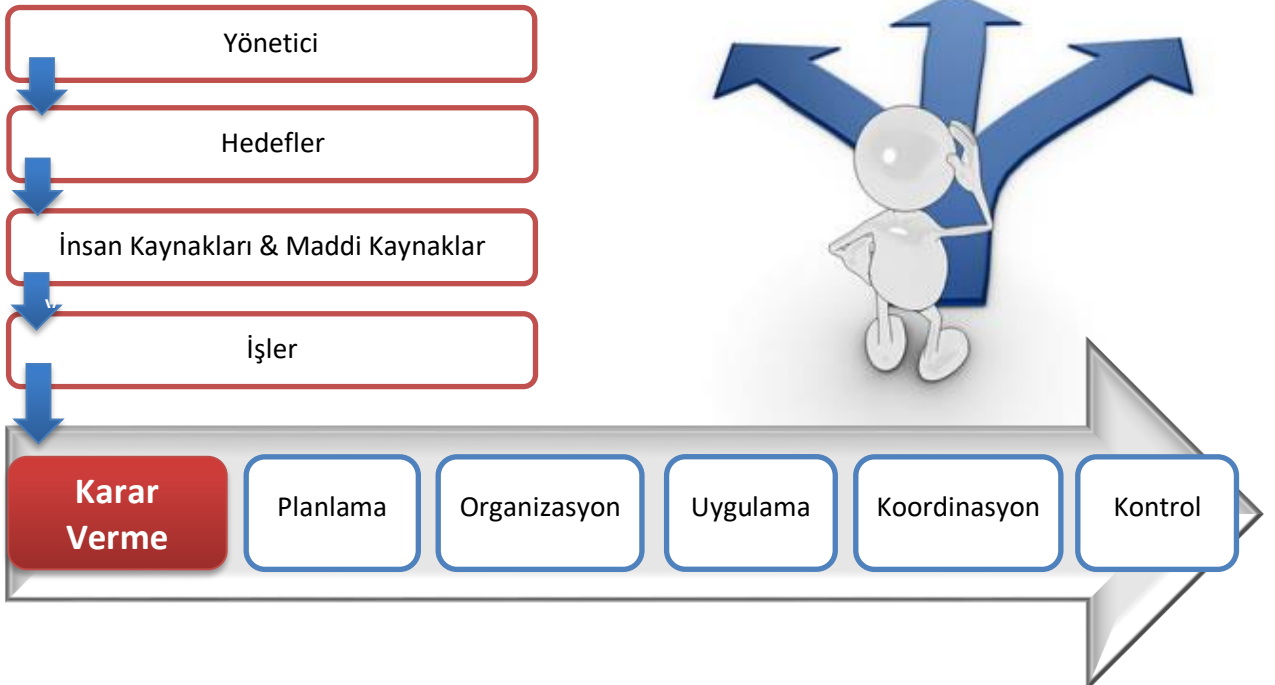 Yönetici
Hedefler
İnsan Kaynakları & Maddi Kaynaklar
İşler
Karar
Verme
Planlama
Organizasyon
Uygulama
Koordinasyon
Kontrol